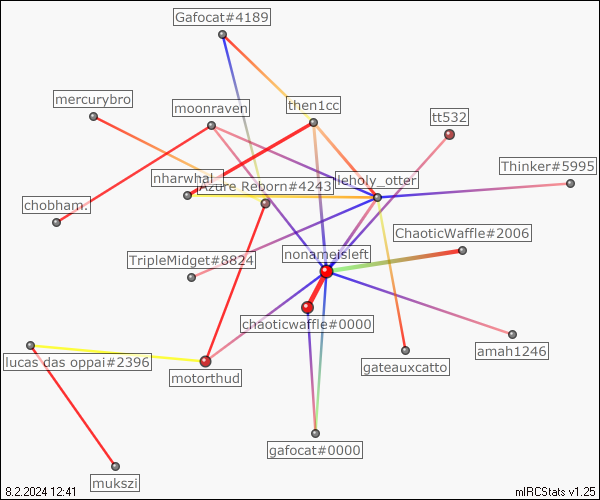 Gafocat#4189
mercurybro
moonraven
then1cc
tt532
Thinker#5995
nharwhal
Azure Reborn#4243
leholy_otter
chobham.
ChaoticWaffle#2006
TripleMidget#8824
nonameisleft
chaoticwaffle#0000
amah1246
lucas das oppai#2396
motorthud
gateauxcatto
gafocat#0000
mukszi
8.2.2024 12:41
mIRCStats v1.25